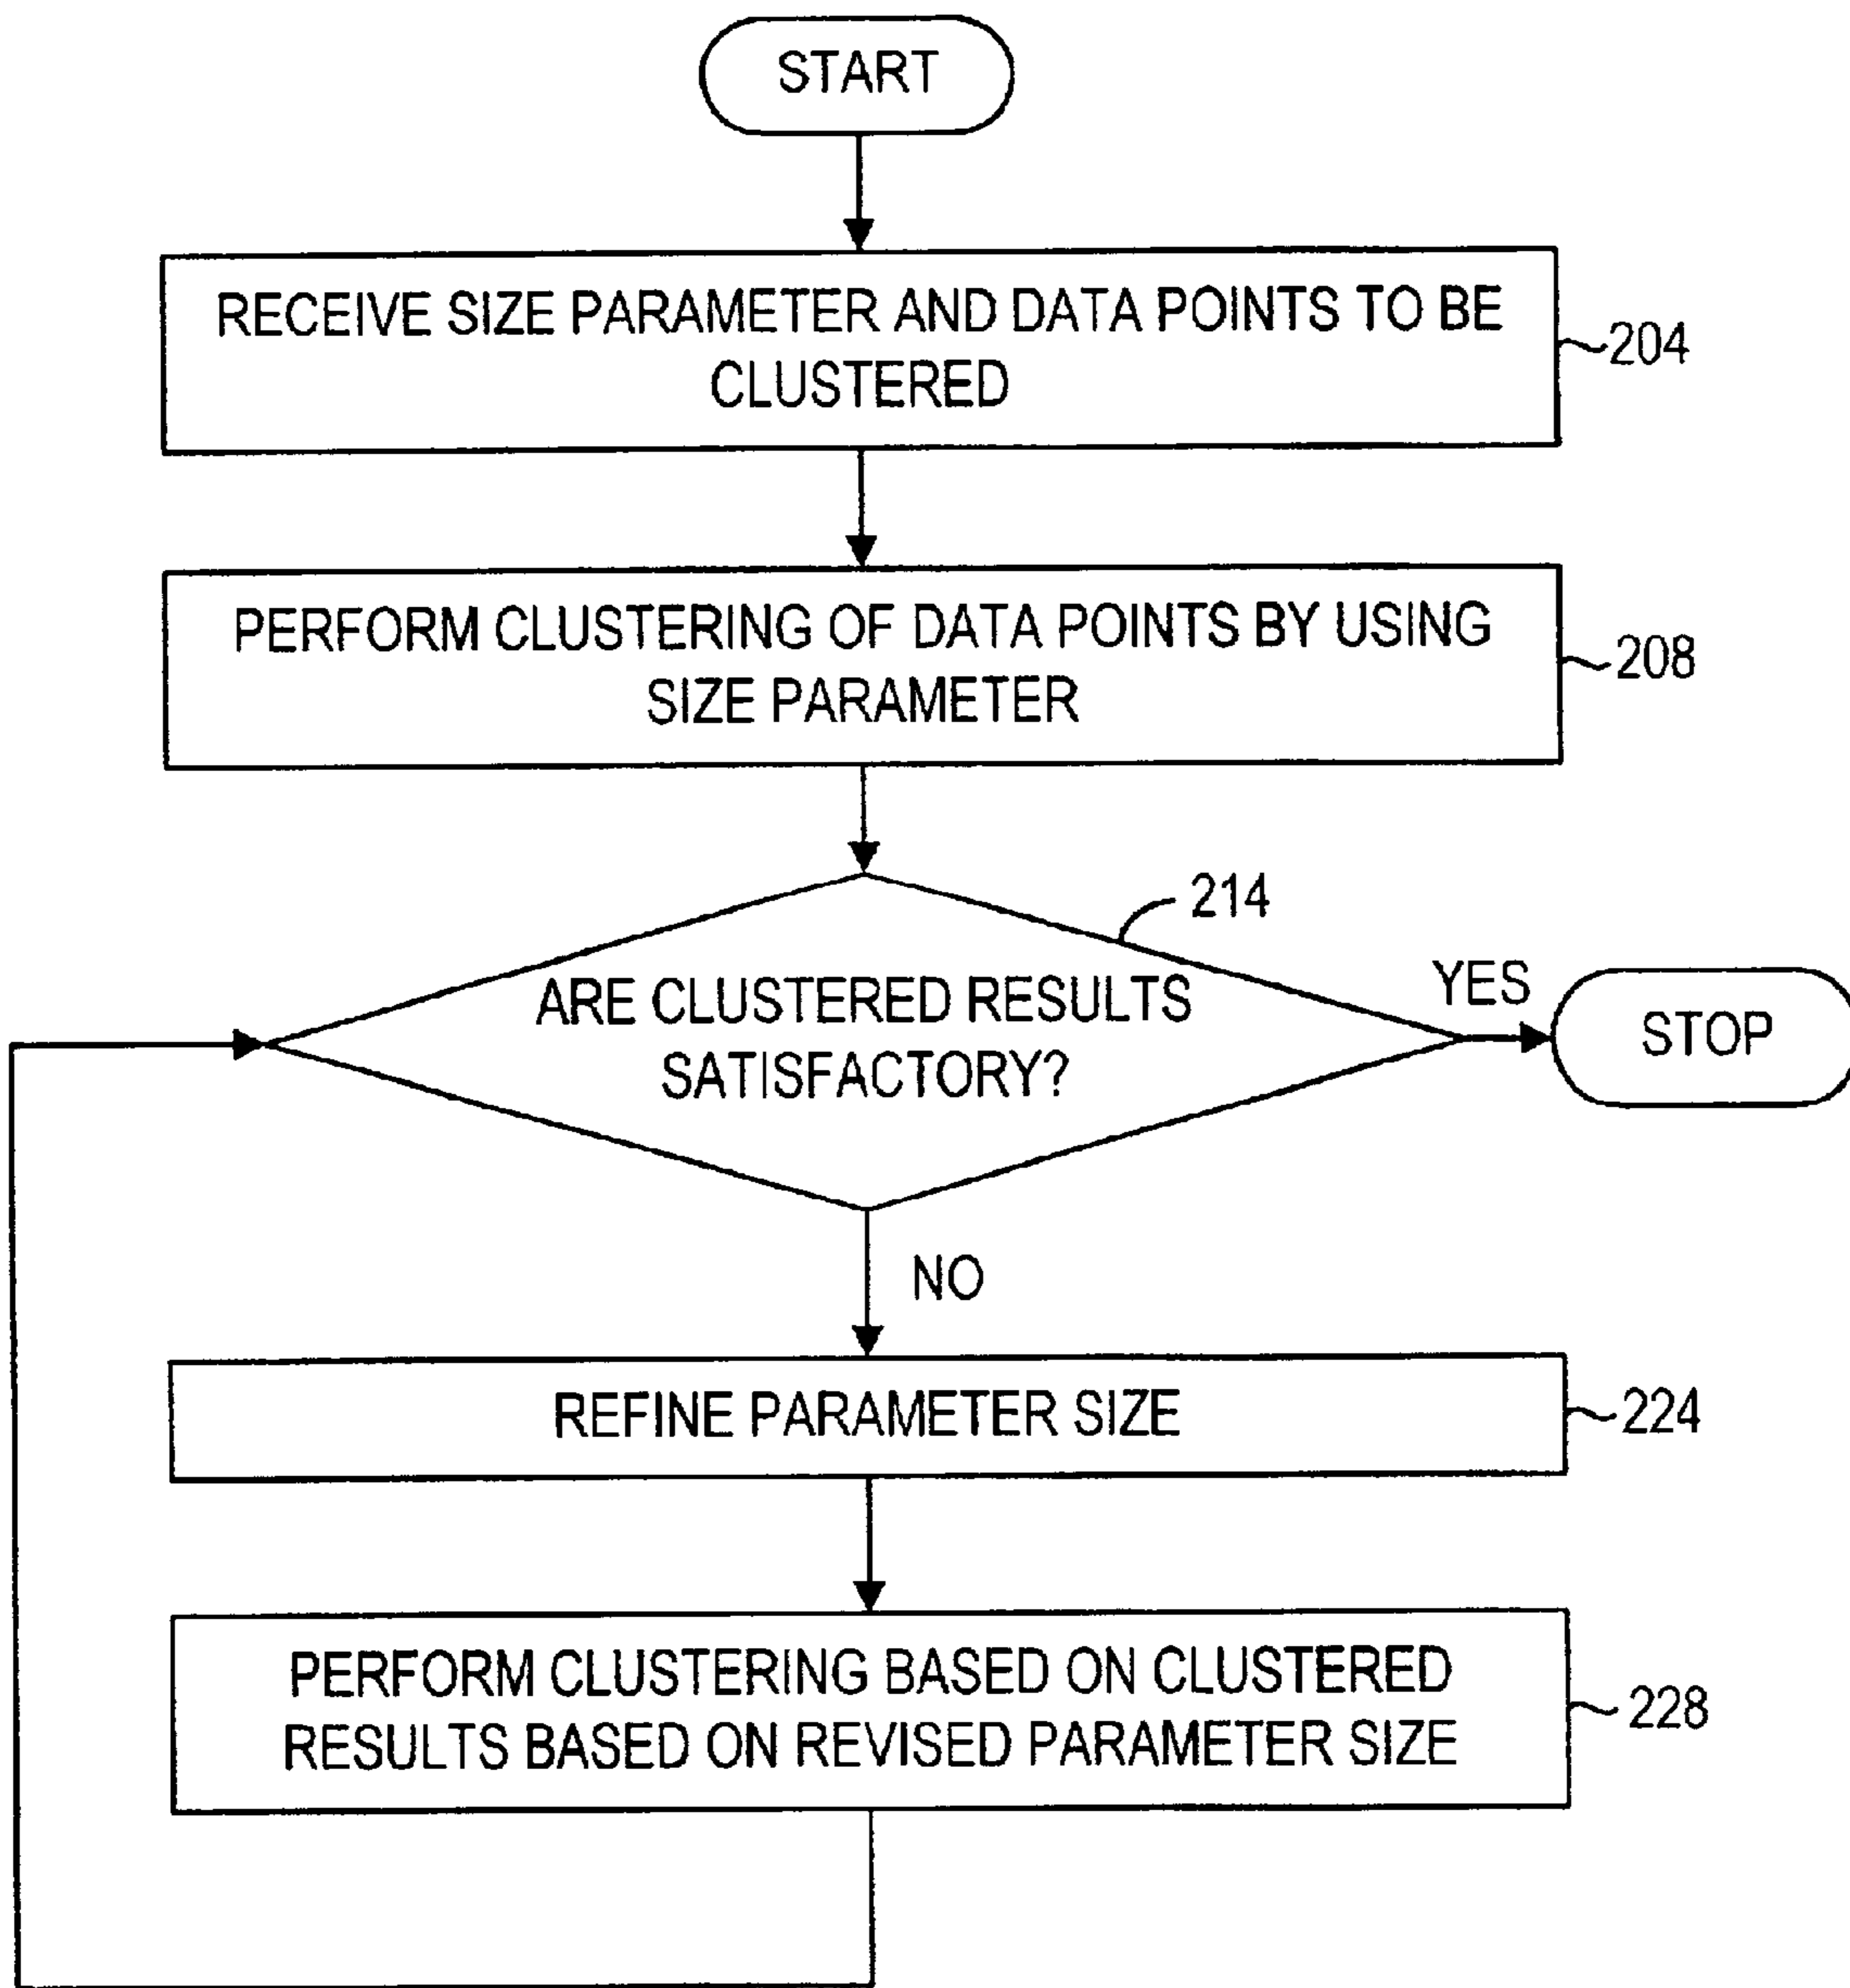 START
RECEIVE SIZE PARAMETER AND DATA POINTS TO BE
CLUSTERED
204
PERFORM CLUSTERING OF DATA POINTS BY USING
SIZE PARAMETER
208
214
ARE CLUSTERED RESULTS
SATISFACTORY?
YES
STOP
NO
REFINE PARAMETER SIZE
224
PERFORM CLUSTERING BASED ON CLUSTERED
RESULTS BASED ON REVISED PARAMETER SIZE
228